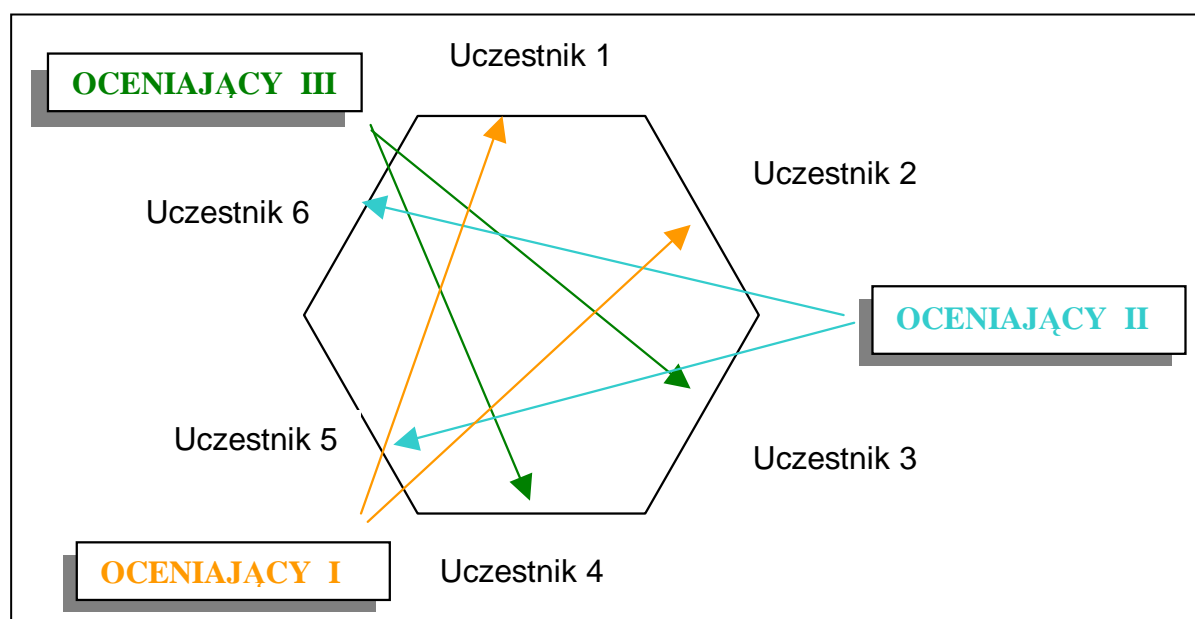 Uczestnik 1
OCENIAJĄCY III
Uczestnik 2
Uczestnik 6
OCENIAJĄCY II
Uczestnik 5
Uczestnik 3
OCENIAJĄCY I
Uczestnik 4